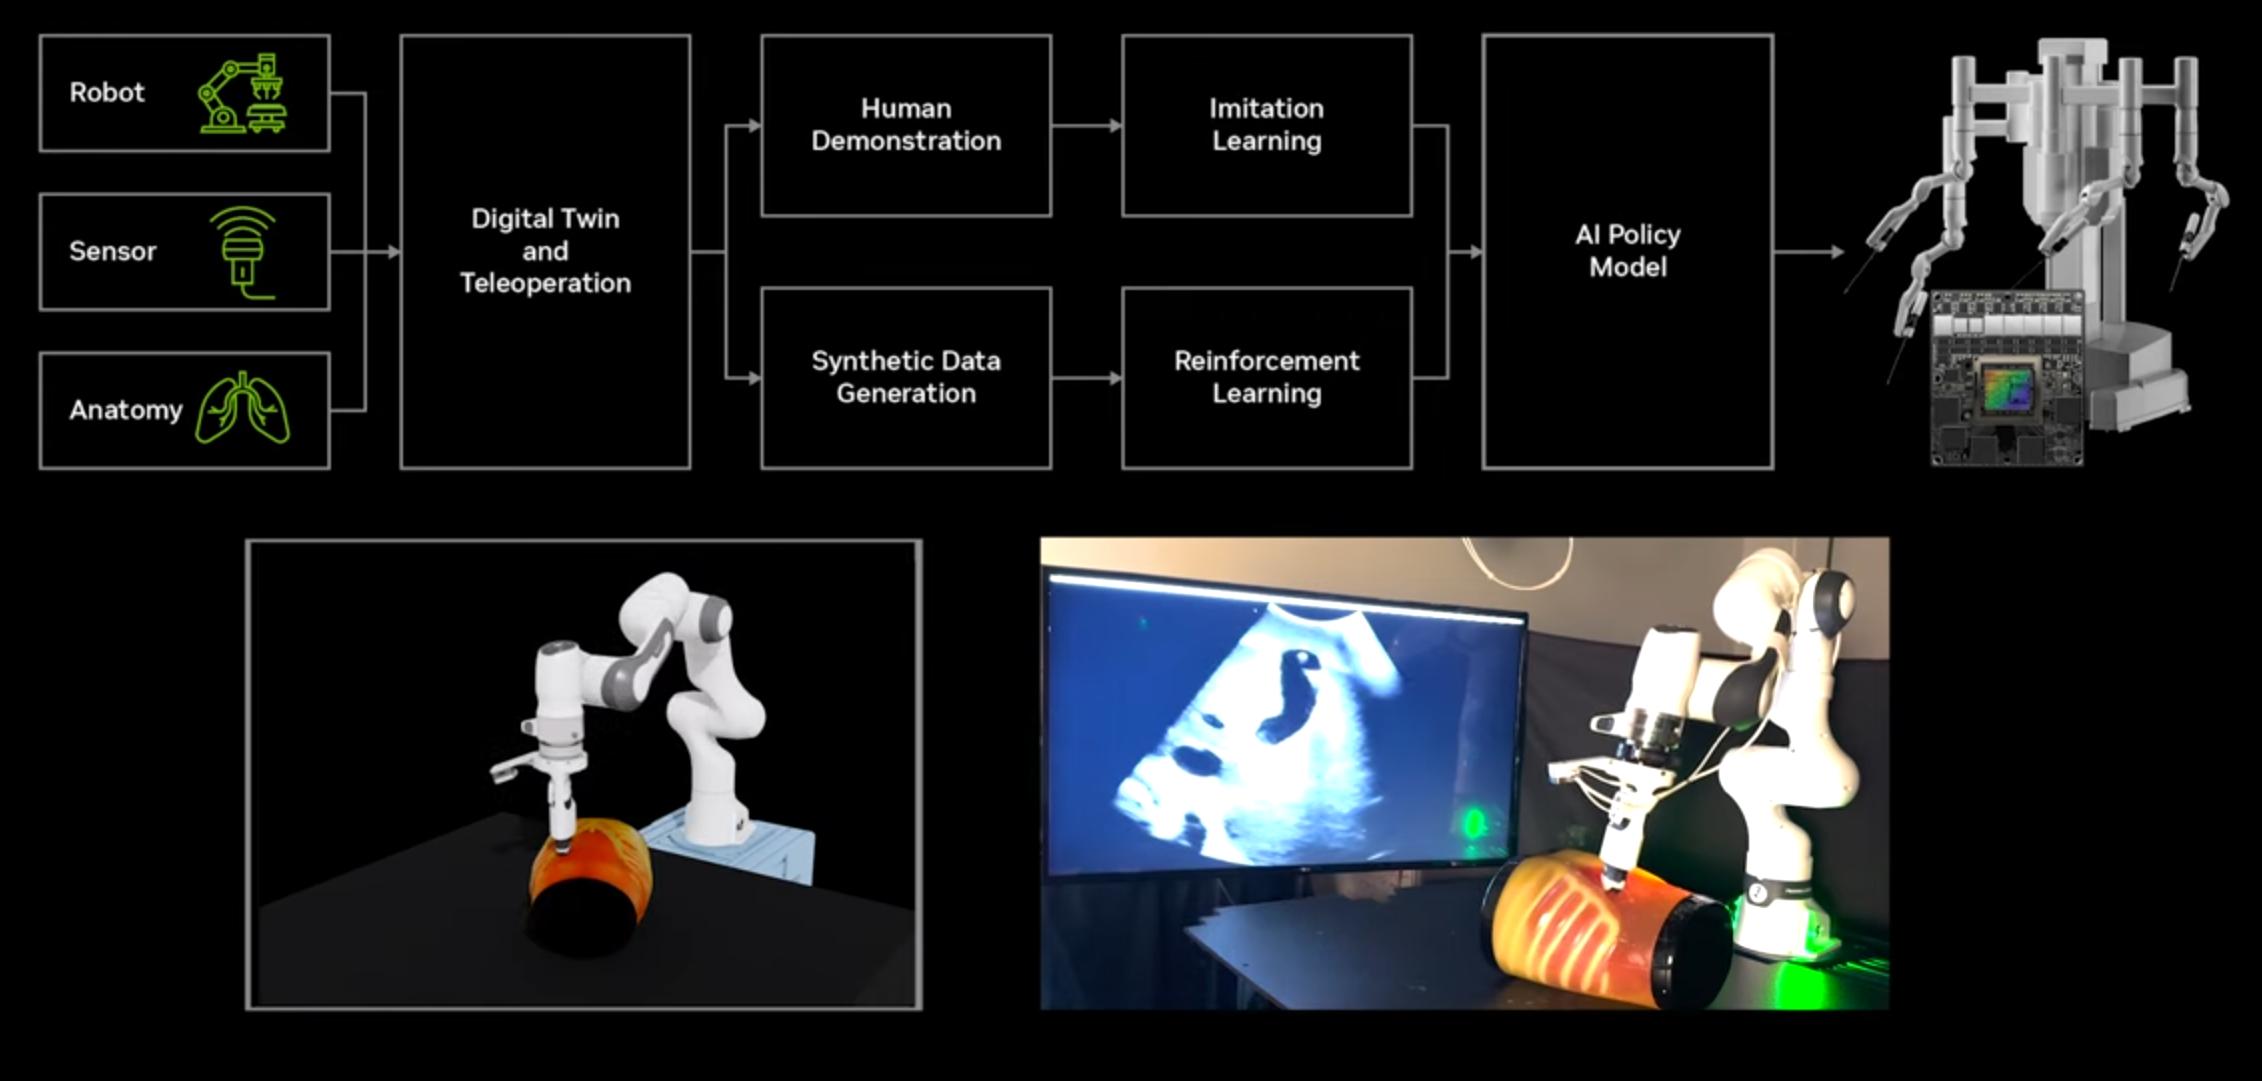 Robot
Sensor
Anatomy
Digital Twin
and
Teleoperation
Human
Demonstration
Imitation
Learning
Synthetic Data
Generation
Reinforcement
Learning
AI Policy
Model